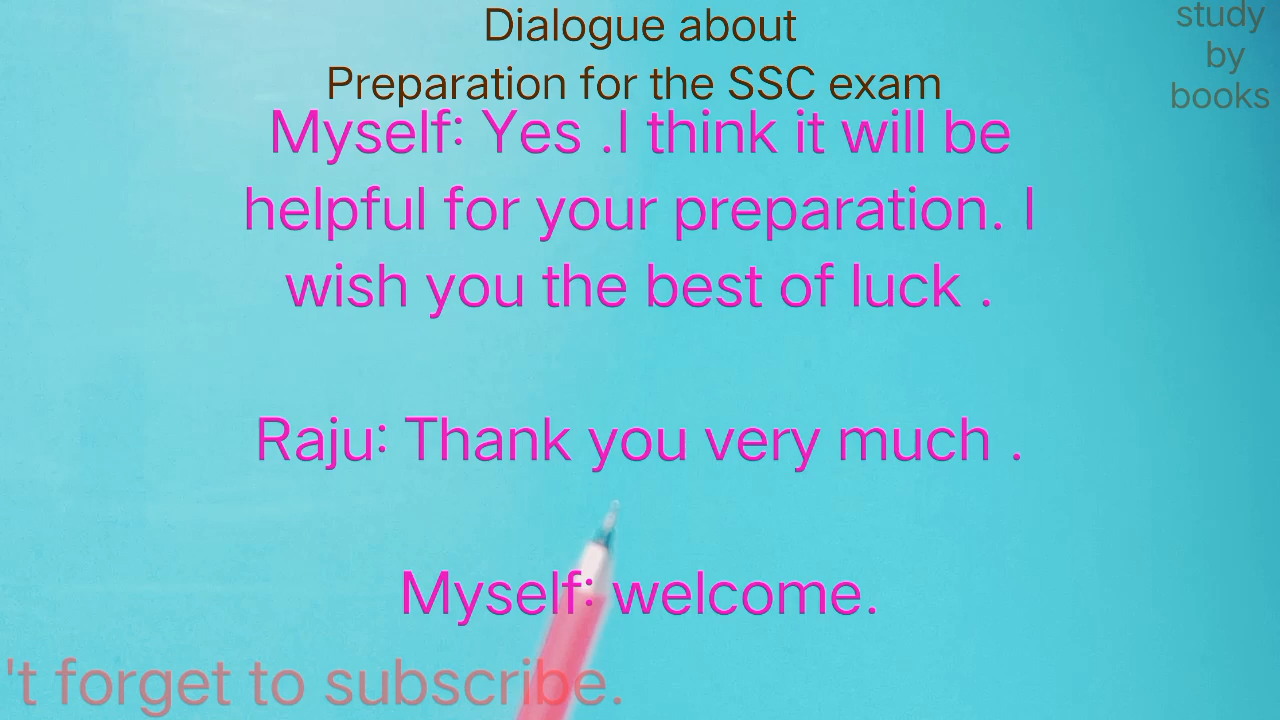 Dialogue about
Preparation for the SSC exam
study
by
books
Myself: Yes .I think it will be
helpful for your preparation. I
wish you the best of luck .
Raju: Thank you very much .
Myself: welcome.
't forget to subscribe.